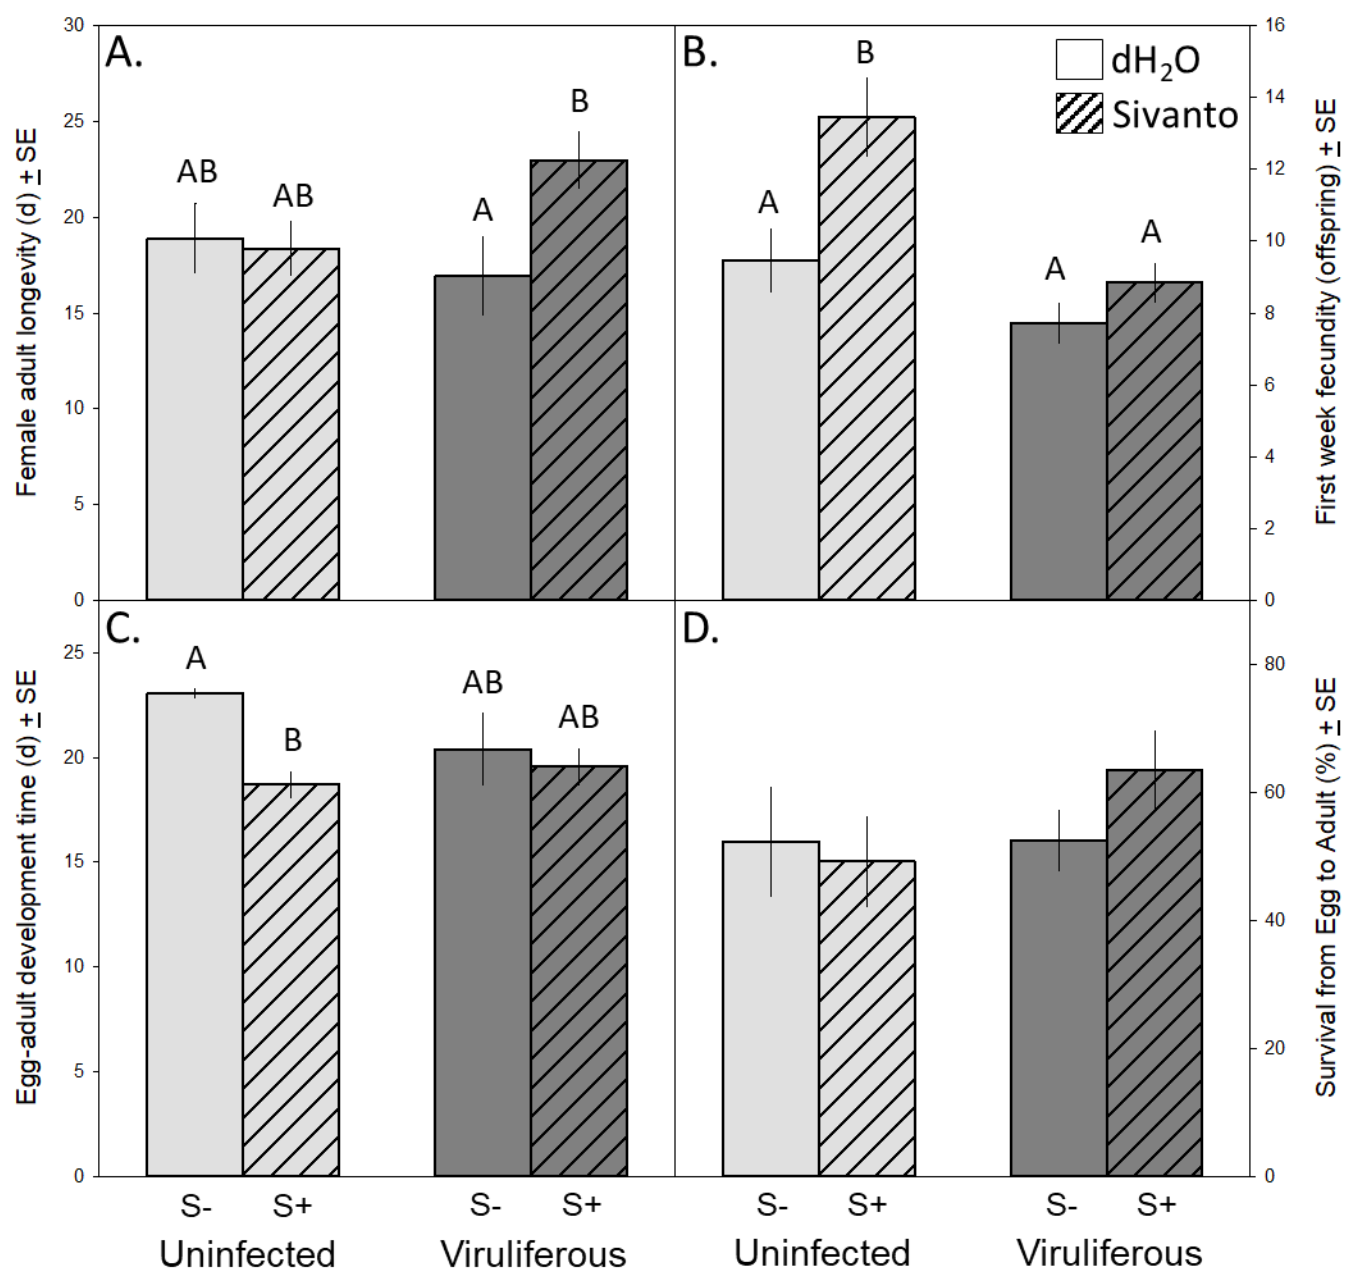 A.
Female adult longevity (d) ± SE
30
25
20
15
10
5
0
AB
AB
A
B
B.
dH₂O
Sivanto
First week fecundity (offspring) ± SE
16
14
12
10
8
6
4
2
0
A
B
A
A
C.
Egg-adult development time (d) ± SE
25
20
15
10
5
0
A
B
AB
AB
D.
Survival from Egg to Adult (%) ± SE
80
60
40
20
0
S- S+ S- S+ S- S+ S- S+
Uninfected Viruliferous Uninfected Viruliferous